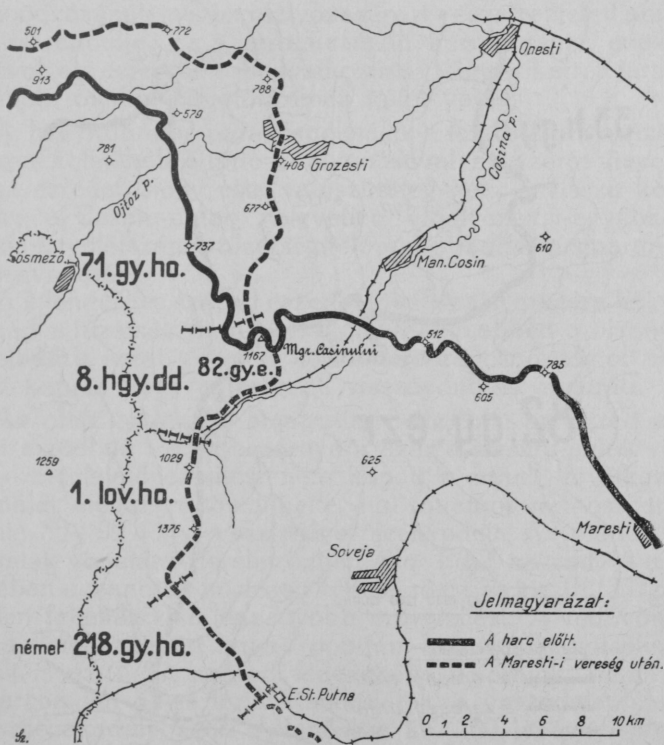 501
772
Onesti
913
788
579
Cosina p.
408
Grozesti
781
677
Ojtoz p.
610
737
Sósmező
Man. Cosin
71. gy. ho.
512
1167
Mgr. Casinului
82. gy. e.
785
605
8. hgy. dd.
1029
625
1259
1. lov. ho.
1376
Maresti
Soveja
Jelmagyarázat:
A harc előtt.
A Maresti-i vereség után.
német 218. gy. ho.
E. St. Putna
0 1 2 4 6 8 10 km